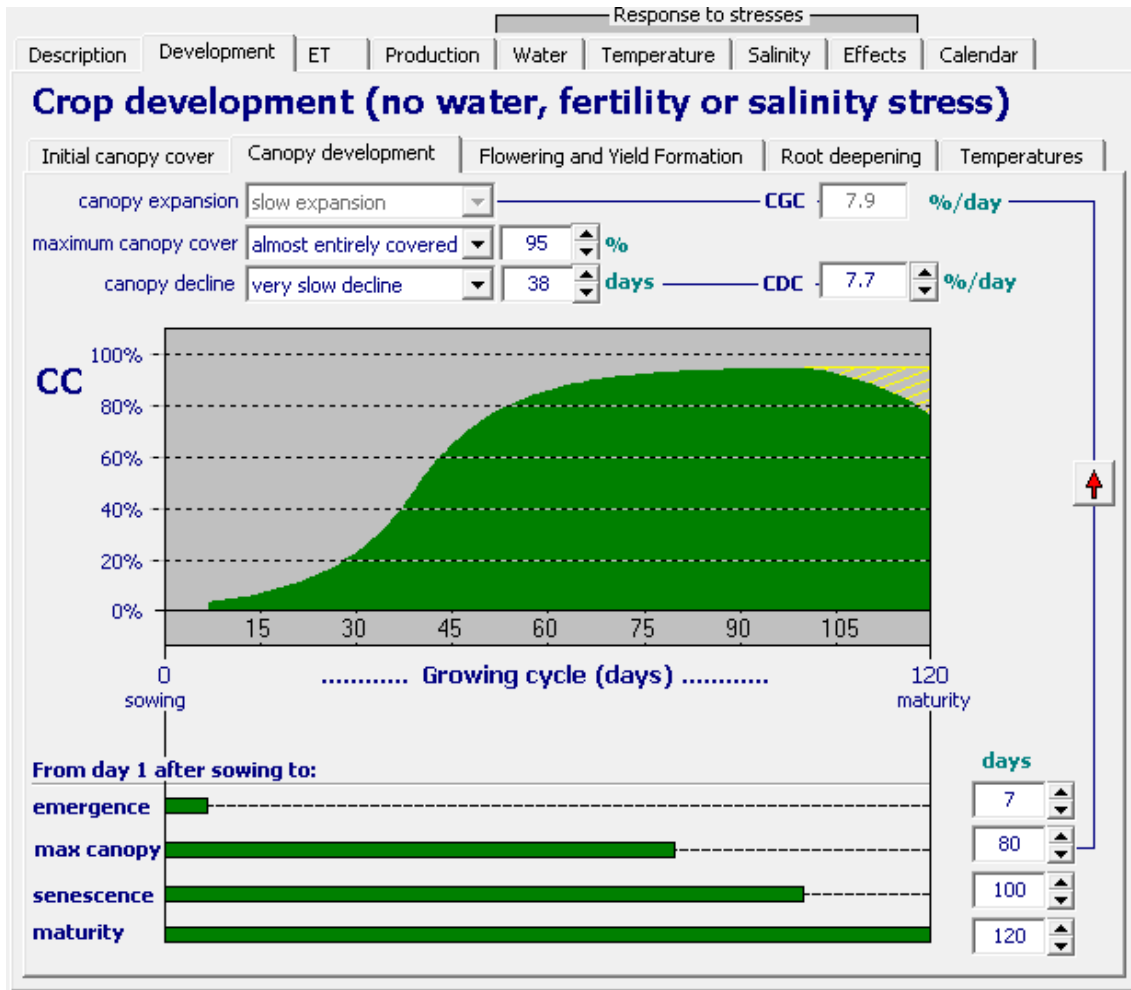 Response to stresses
Description Development ET Production Water Temperature Salinity Effects Calendar
Crop development (no water, fertility or salinity stress)
Initial canopy cover Canopy development Flowering and Yield Formation Root deepening Temperatures
canopy expansion slow expansion CGC 7.9 %/day
maximum canopy cover almost entirely covered 95 %
canopy decline very slow decline 38 days CDC 7.7 %/day
CC
100%
80%
60%
40%
20%
0%
15 30 45 60 75 90 105
0 ............ Growing cycle (days) ............ 120
sowing maturity
From day 1 after sowing to: days
emergence 7
max canopy 80
senescence 100
maturity 120